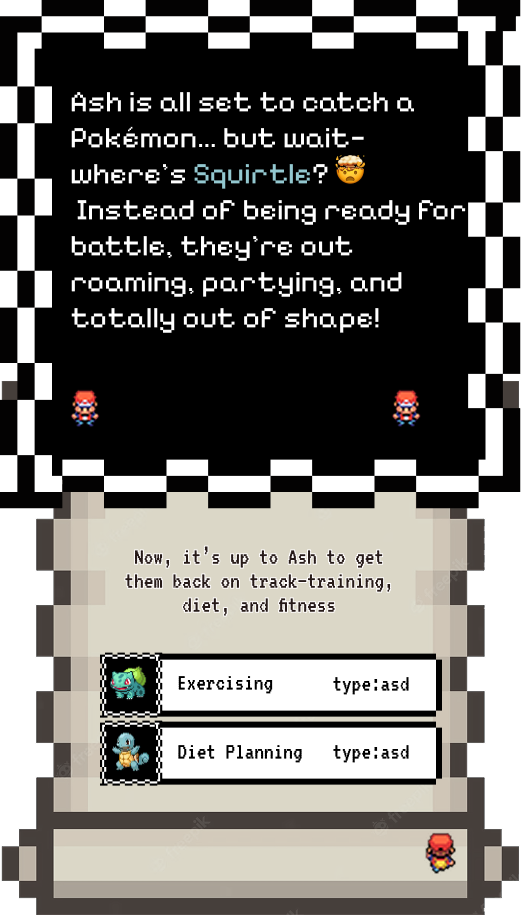 Ash is all set to catch a
Pokémon... but wait-
where's Squirtle? 🤯
Instead of being ready for
battle, they're out
roaming, partying, and
totally out of shape!
Now, it's up to Ash to get
them back on track-training,
diet, and fitness
Exercising type:asd
Diet Planning type:asd